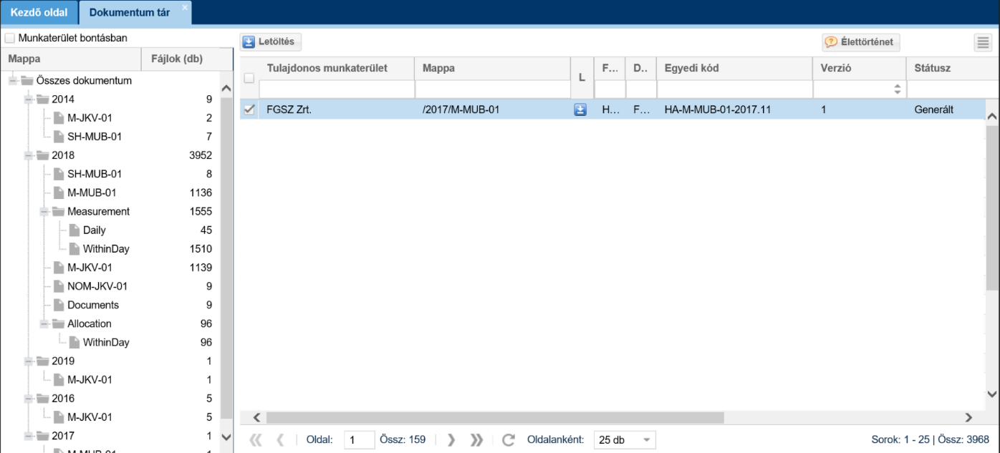 Kezdő oldal
Dokumentum tár
Munkaterület bontásban
Mappa Fájlok (db)
Összes dokumentum
2014 9
M-JKV-01 2
SH-MUB-01 7
2018 3952
SH-MUB-01 8
M-MUB-01 1136
Measurement 1555
Daily 45
WithinDay 1510
M-JKV-01 1139
NOM-JKV-01 9
Documents 9
Allocation 96
WithinDay 96
2019 1
M-JKV-01 1
2016 5
M-JKV-01 5
2017 1
M-MUB-01 1
Letöltés
Élettörténet
Tulajdonos munkaterület Mappa L F... D.. Egyedi kód Verzió Státusz
FGSZ Zrt. /2017/M-MUB-01 H... F... HA-M-MUB-01-2017.11 1 Generált
Oldal: 1 Össz: 159 Oldalanként: 25 db Sorok: 1 - 25 | Össz: 3968